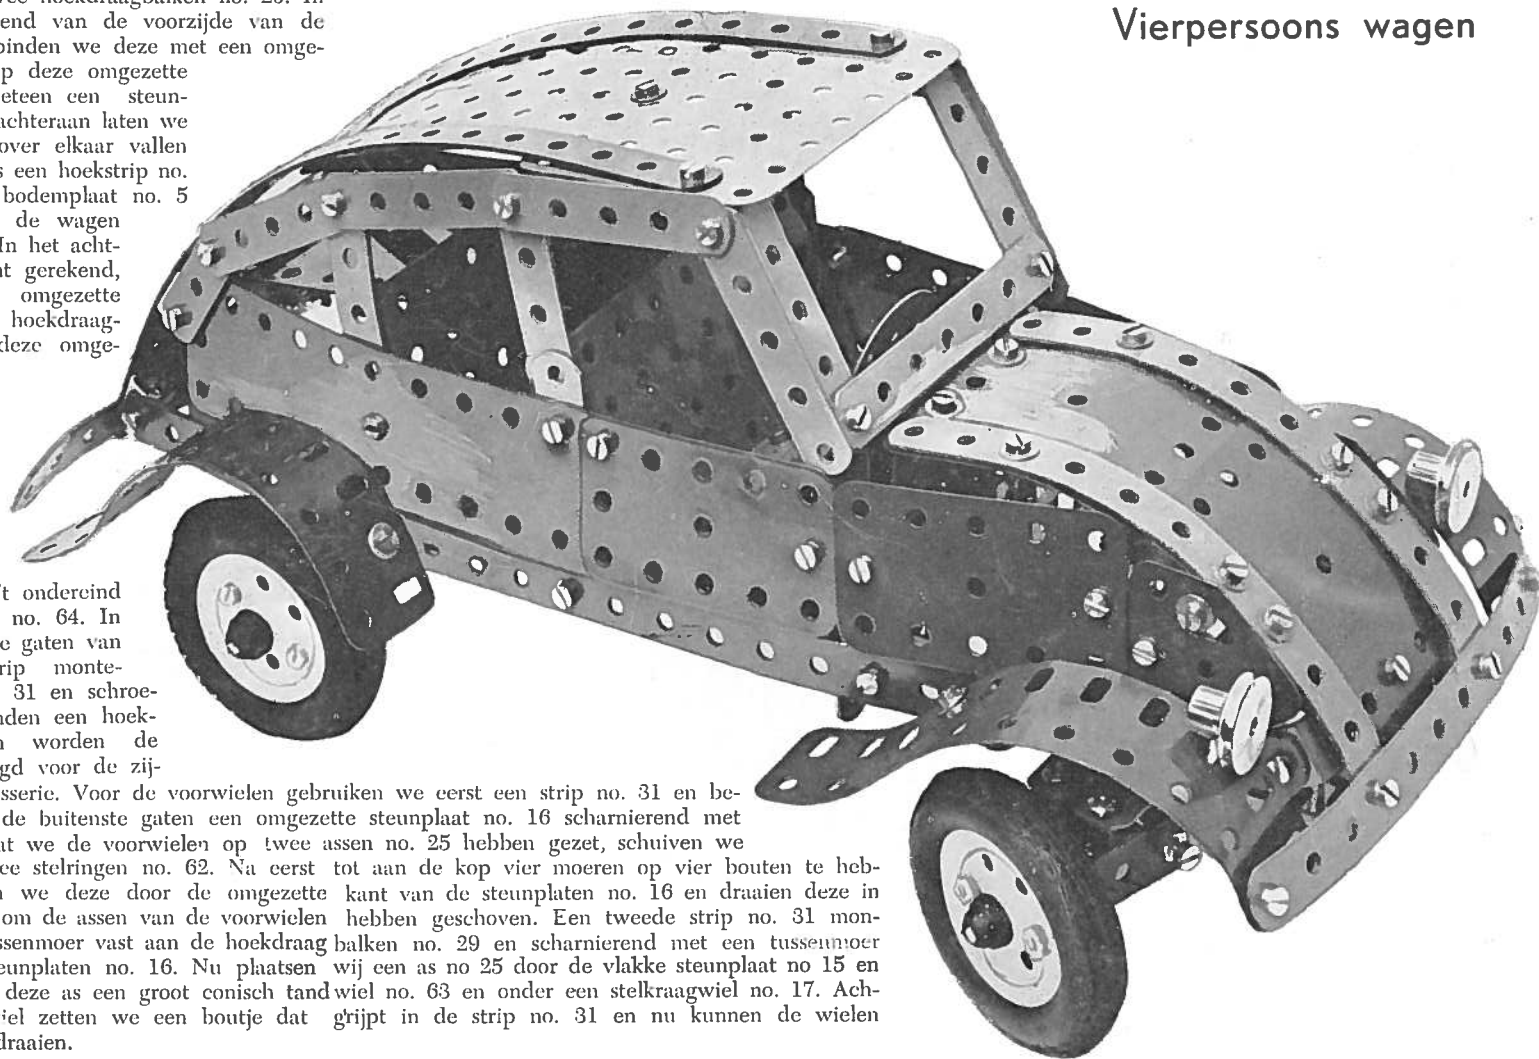 Vierpersoons wagen
hoekdraagbalken no.
end van de voorzijde van de
binden we deze met een omge-
p deze omgezette
eteen een steun-
achteraan laten we
over elkaar vallen
s een hoekstrip no.
bodemplaat no. 5
de wagen
In het acht-
at gerekend,
omgezette
hoekdraag-
deze omge-
't ondereind
no. 64. In
e gaten van
rip monte-
31 en schroe-
nden een hoek-
n worden de
gd voor de zij-
sserie. Voor de voorwielen gebruiken we eerst een strip no. 31 en be-
de buitenste gaten een omgezette steunplaat no. 16 scharnierend met
at we de voorwielen op twee assen no. 25 hebben gezet, schuiven we
ee stelringen no. 62. Na eerst tot aan de kop vier moeren op vier bouten te heb-
n we deze door de omgezette kant van de steunplaten no. 16 en draaien deze in
om de assen van de voorwielen hebben geschoven. Een tweede strip no. 31 mon-
ssenmoer vast aan de hoekdraag balken no. 29 en scharnierend met een tussenmoer
eunplaten no. 16. Nu plaatsen wij een as no 25 door de vlakke steunplaat no 15 en
deze as een groot conisch tand wiel no. 63 en onder een stelkraagwiel no. 17. Ach-
iel zetten we een boutje dat grijpt in de strip no. 31 en nu kunnen de wielen
draaien.